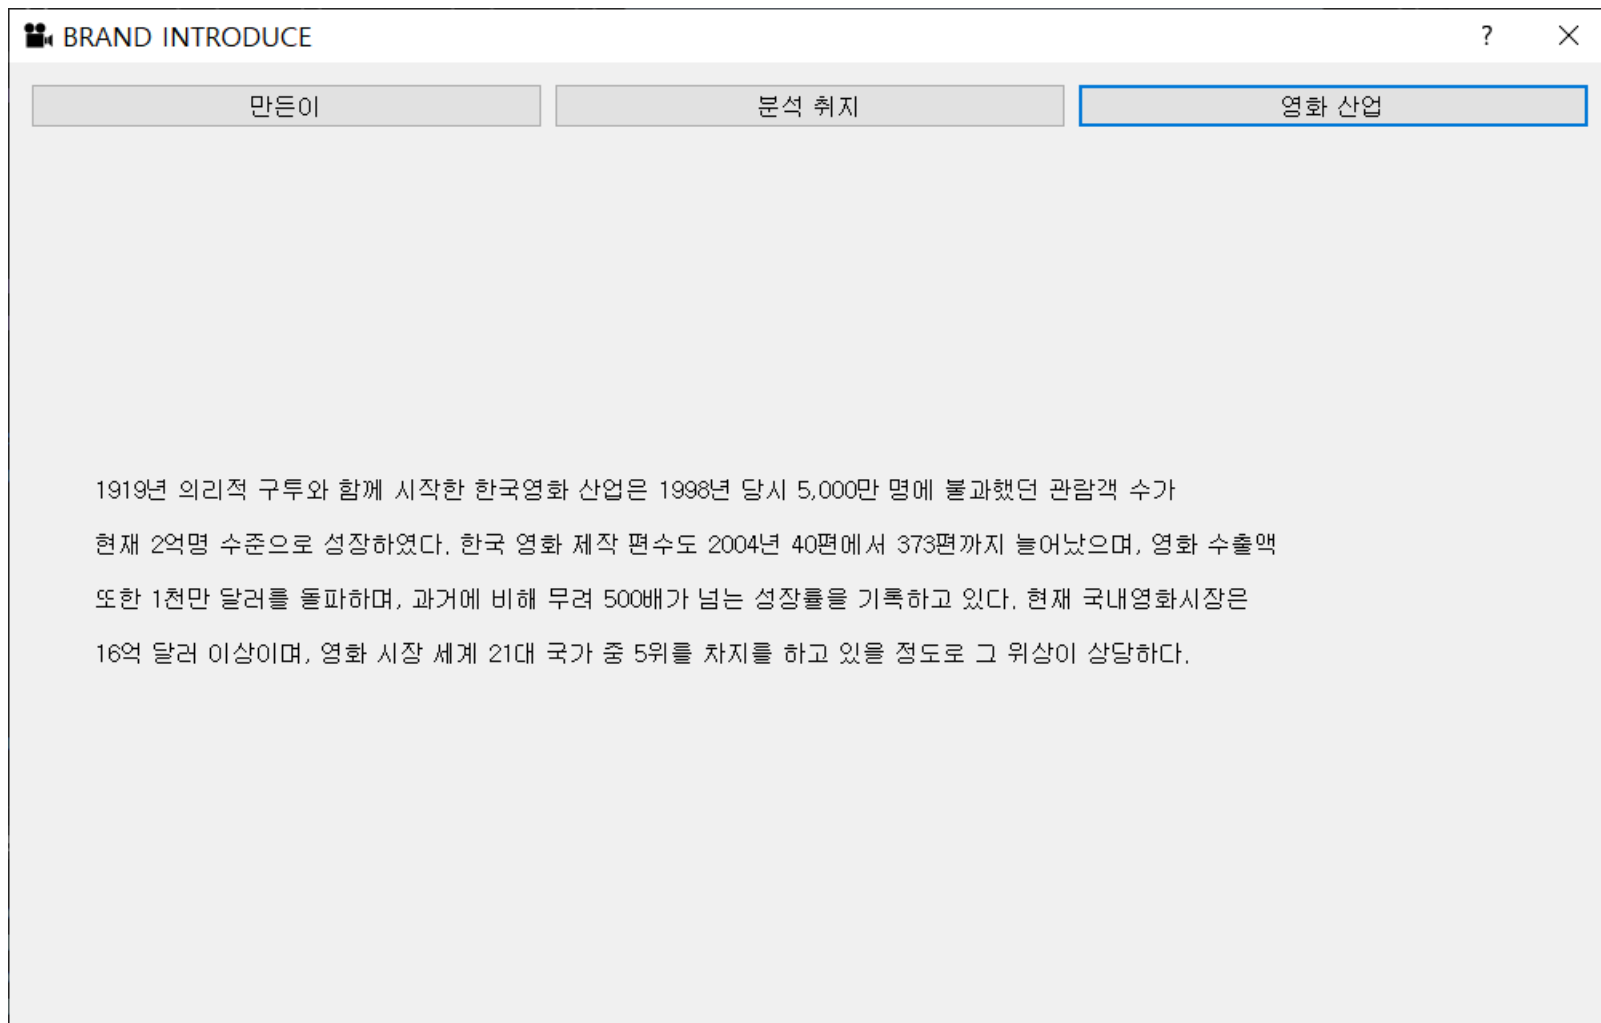 BRAND INTRODUCE ?
만든이 분석 취지 영화 산업
1919년 의리적 구투와 함께 시작한 한국영화 산업은 1998년 당시 5,000만 명에 불과했던 관람객 수가
현재 2억명 수준으로 성장하였다. 한국 영화 제작 편수도 2004년 40편에서 373편까지 늘어났으며, 영화 수출액
또한 1천만 달러를 돌파하며, 과거에 비해 무려 500배가 넘는 성장률을 기록하고 있다. 현재 국내영화시장은
16억 달러 이상이며, 영화 시장 세계 21대 국가 중 5위를 차지를 하고 있을 정도로 그 위상이 상당하다.